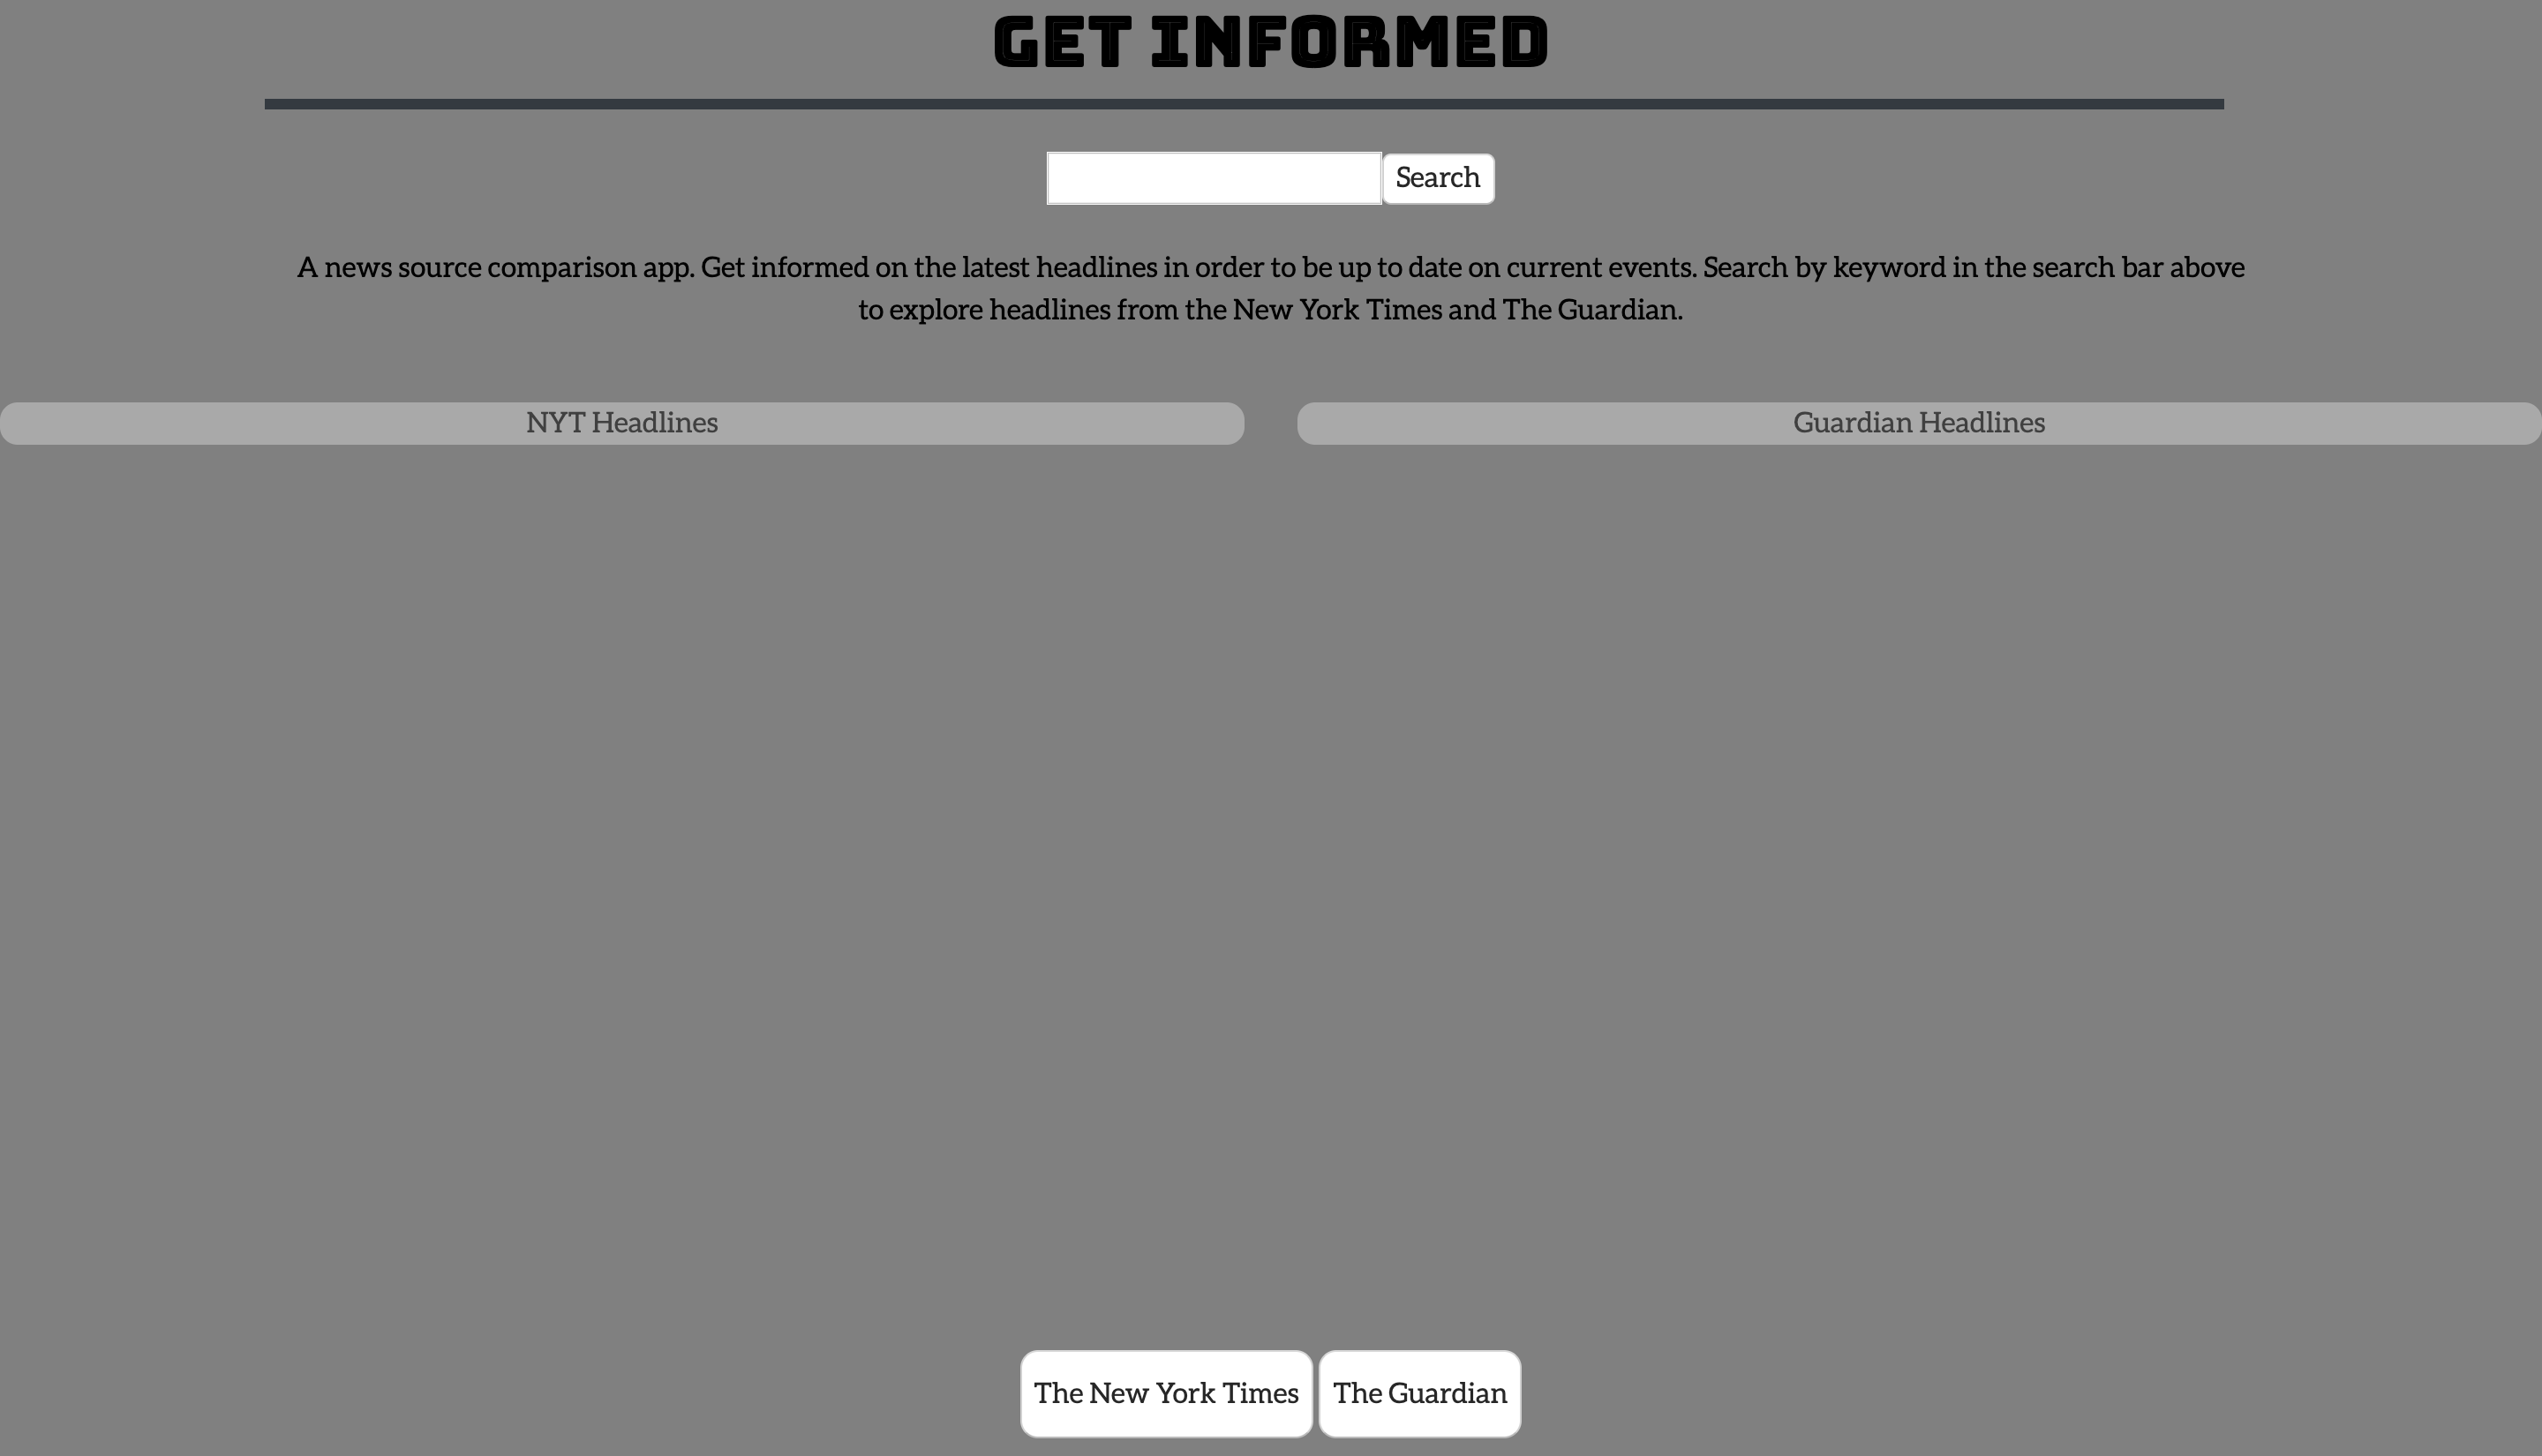 GET INFORMED
Search
A news source comparison app. Get informed on the latest headlines in order to be up to date on current events. Search by keyword in the search bar above
to explore headlines from the New York Times and The Guardian.
NYT Headlines
Guardian Headlines
The New York Times
The Guardian